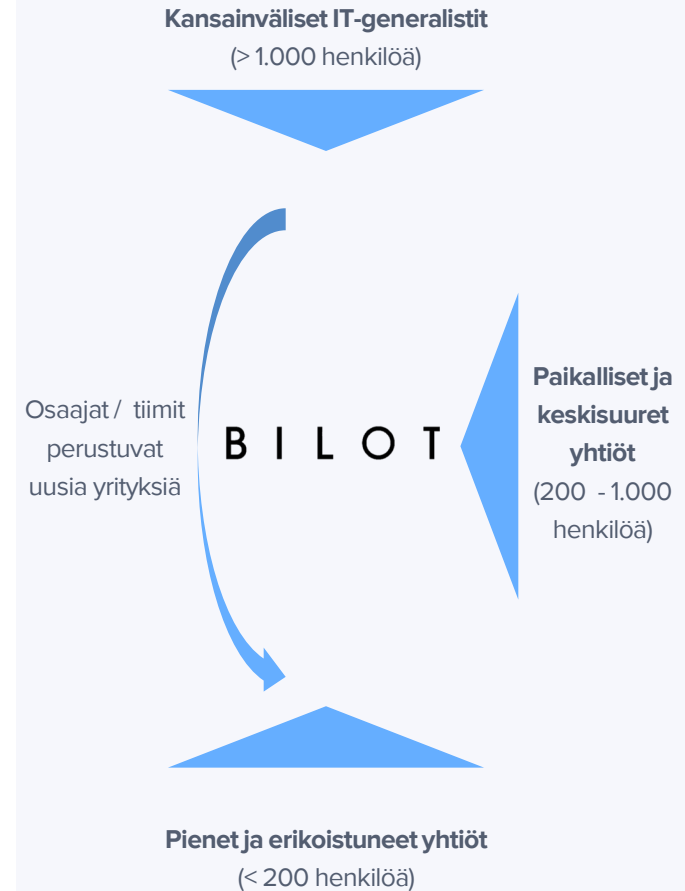 Kansainväliset IT-generalistit
(> 1.000 henkilöä)
Osaajat / tiimit
perustuvat
uusia yrityksiä
BILOT
Paikalliset ja
keskisuuret
yhtiöt
(200 - 1.000
henkilöä)
Pienet ja erikoistuneet yhtiöt
(< 200 henkilöä)